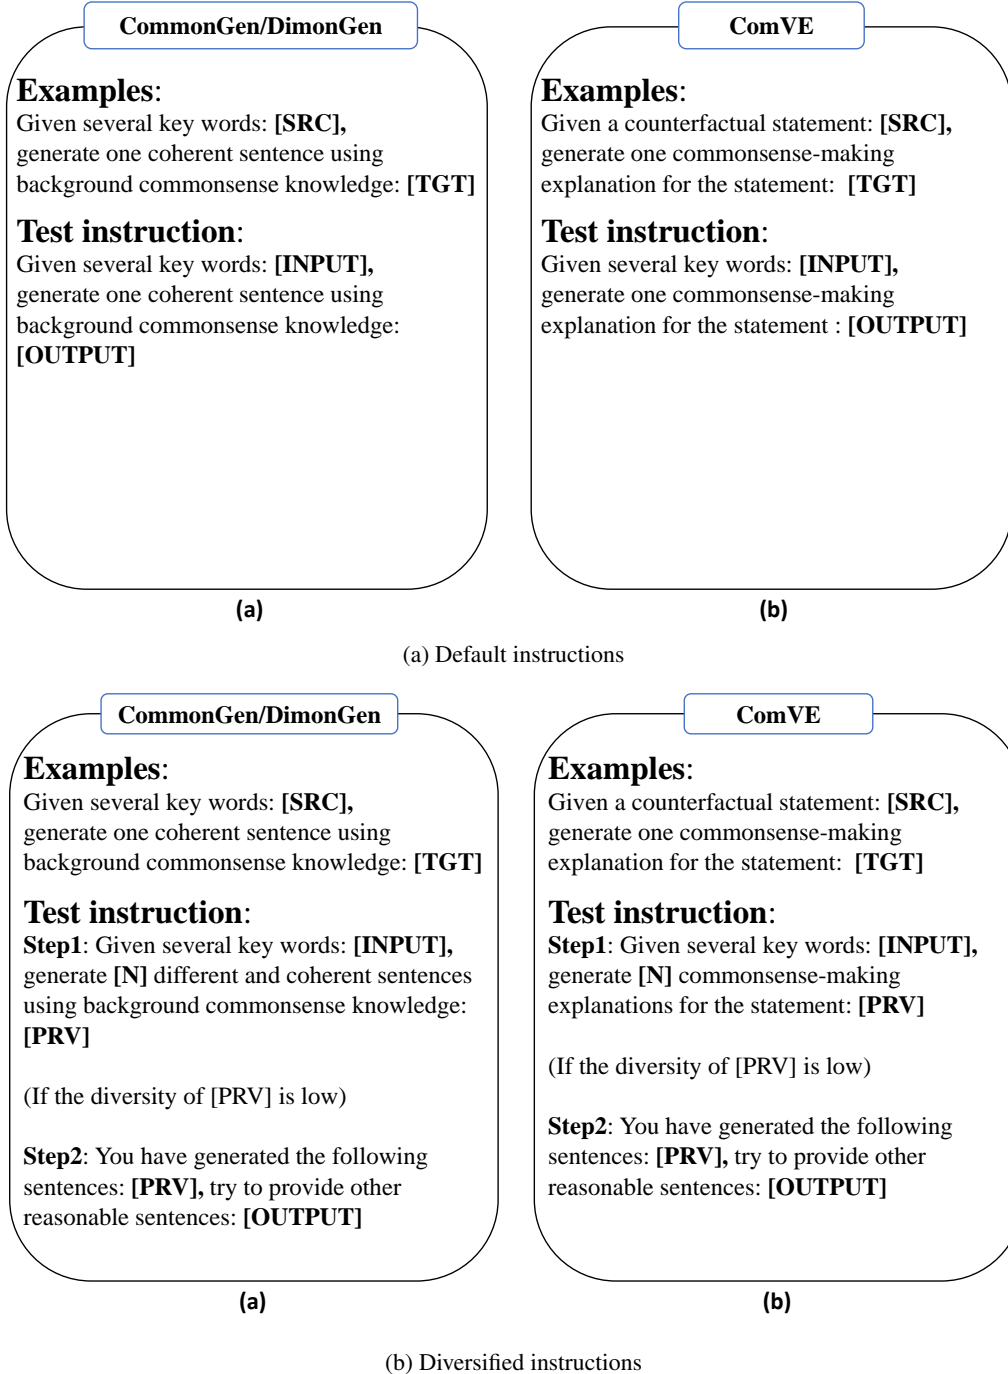 CommonGen/DimonGen
Examples:
Given several key words: [SRC],
generate one coherent sentence using
background commonsense knowledge: [TGT]
Test instruction:
Given several key words: [INPUT],
generate one coherent sentence using
background commonsense knowledge:
[OUTPUT]
(a)
ComVE
Examples:
Given a counterfactual statement: [SRC],
generate one commonsense-making
explanation for the statement: [TGT]
Test instruction:
Given several key words: [INPUT],
generate one commonsense-making
explanation for the statement : [OUTPUT]
(b)
(a) Default instructions
CommonGen/DimonGen
Examples:
Given several key words: [SRC],
generate one coherent sentence using
background commonsense knowledge: [TGT]
Test instruction:
Step1: Given several key words: [INPUT],
generate [N] different and coherent sentences
using background commonsense knowledge:
[PRV]
(If the diversity of [PRV] is low)
Step2: You have generated the following
sentences: [PRV], try to provide other
reasonable sentences: [OUTPUT]
(a)
ComVE
Examples:
Given a counterfactual statement: [SRC],
generate one commonsense-making
explanation for the statement: [TGT]
Test instruction:
Step1: Given several key words: [INPUT],
generate [N] commonsense-making
explanations for the statement: [PRV]
(If the diversity of [PRV] is low)
Step2: You have generated the following
sentences: [PRV], try to provide other
reasonable sentences: [OUTPUT]
(b)
(b) Diversified instructions